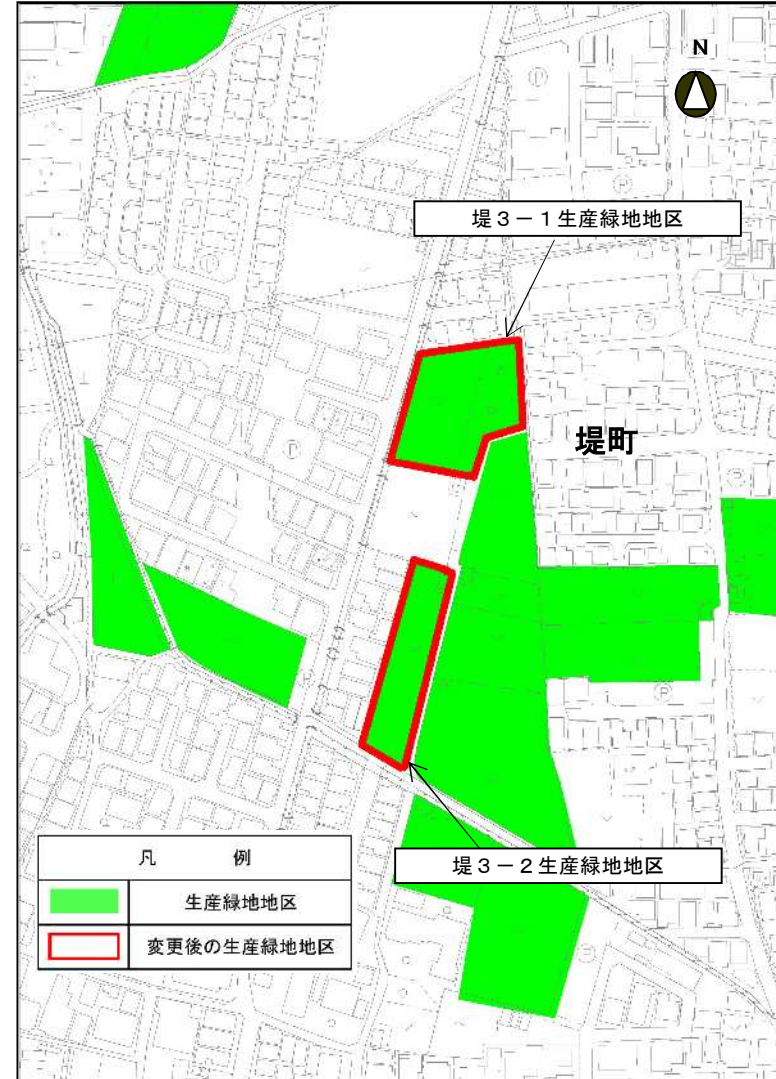 N
堤３－１生産緑地地区
堤町
堤３－２生産緑地地区
凡　　例
生産緑地地区
変更後の生産緑地地区